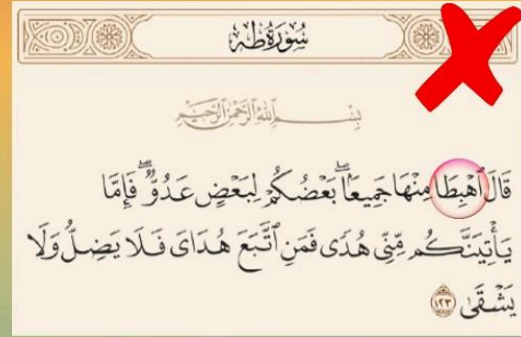 سُورَةُ طه
بِسْمِ ٱللَّهِ ٱلرَّحْمَٰنِ ٱلرَّحِيمِ
قَالَ ٱهْبِطَا مِنْهَا جَمِيعًۢاۖ بَعْضُكُمْ لِبَعْضٍ عَدُوّٞۖ فَإِمَّا
يَأْتِيَنَّكُم مِّنِّي هُدٗى فَمَنِ ٱتَّبَعَ هُدَايَ فَلَا يَضِلُّ وَلَا
يَشْقَىٰ ١٢٣